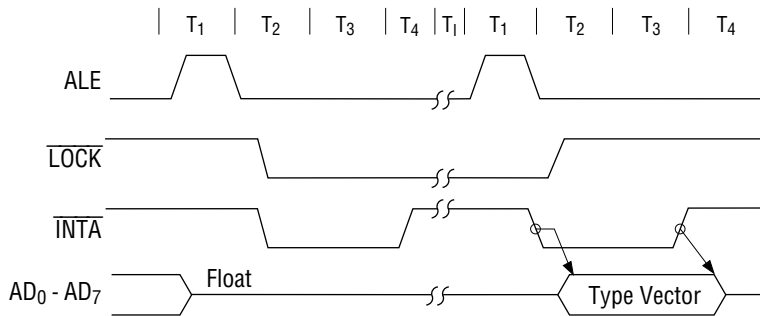 T1 T2 T3 T4 TI T1 T2 T3 T4
ALE
LOCK
INTA
Float
AD0 - AD7
Type Vector